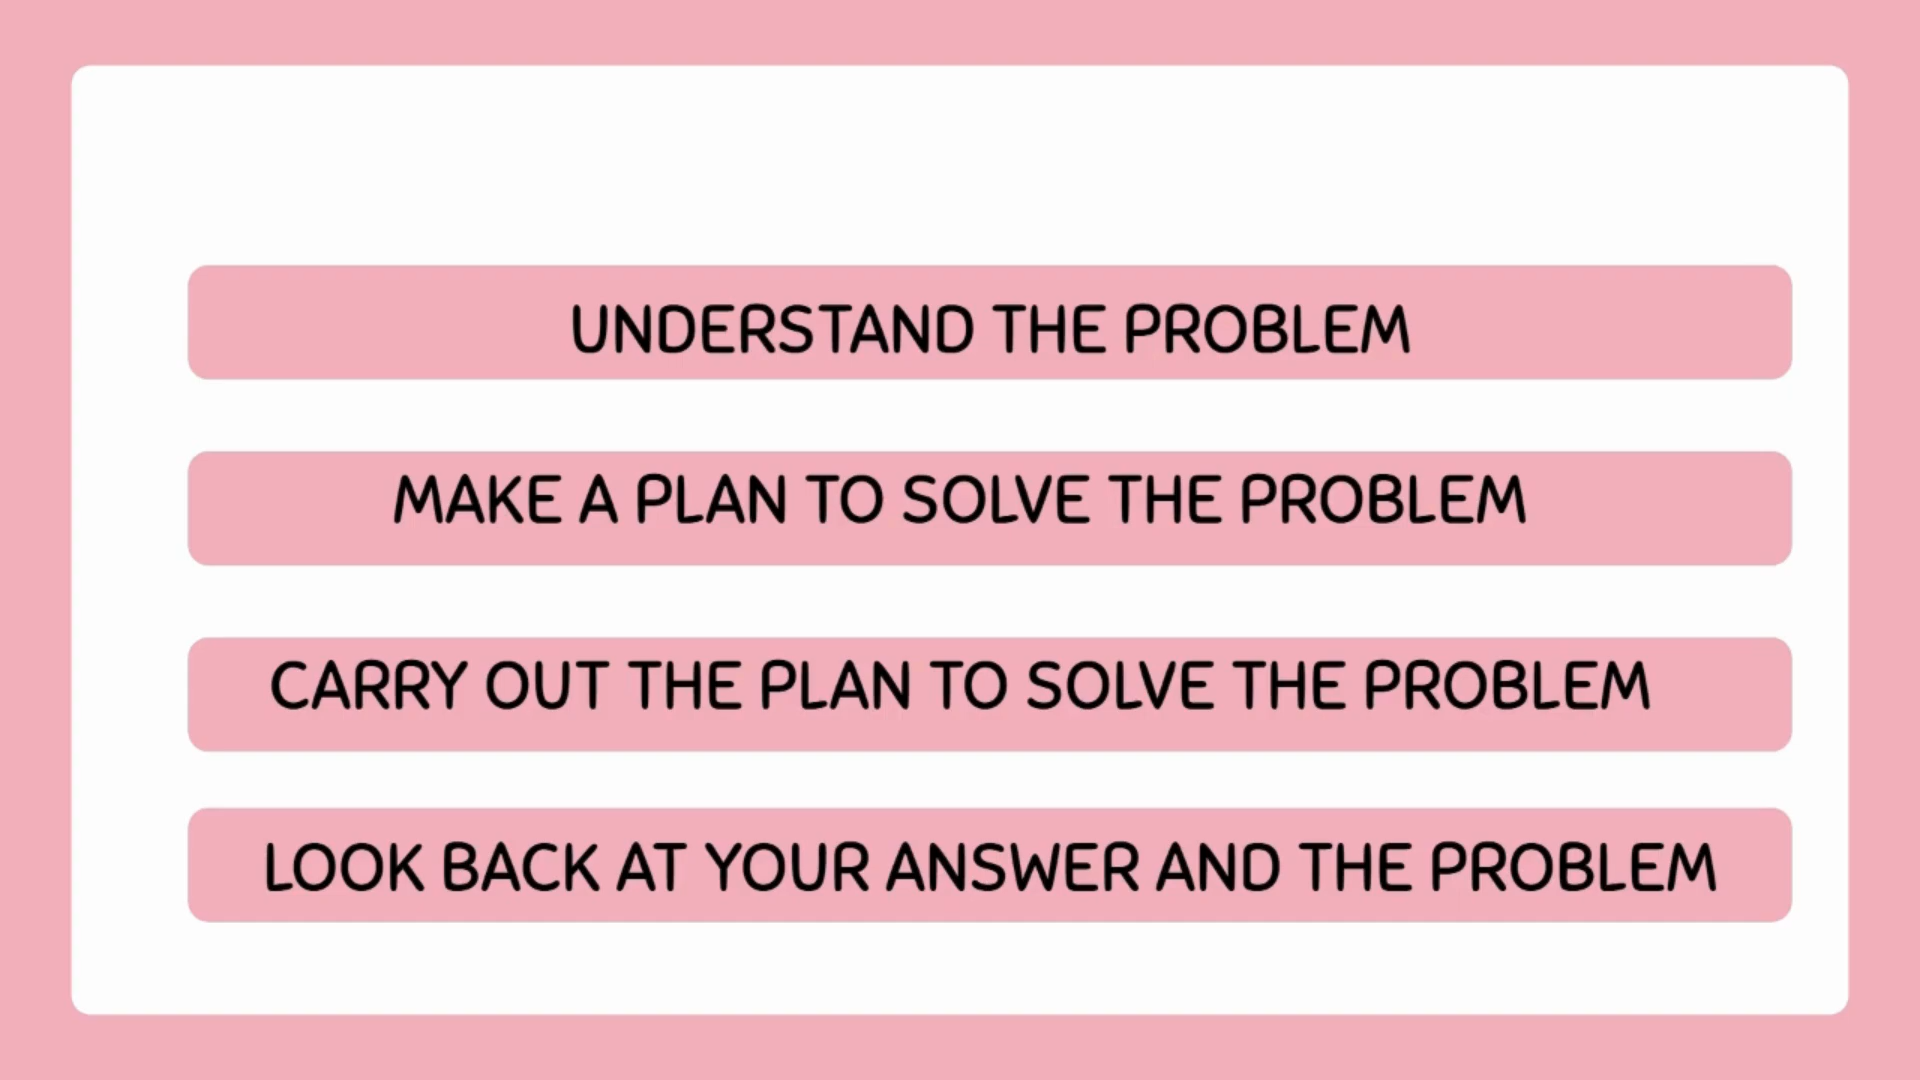 UNDERSTAND THE PROBLEM
MAKE A PLAN TO SOLVE THE PROBLEM
CARRY OUT THE PLAN TO SOLVE THE PROBLEM
LOOK BACK AT YOUR ANSWER AND THE PROBLEM